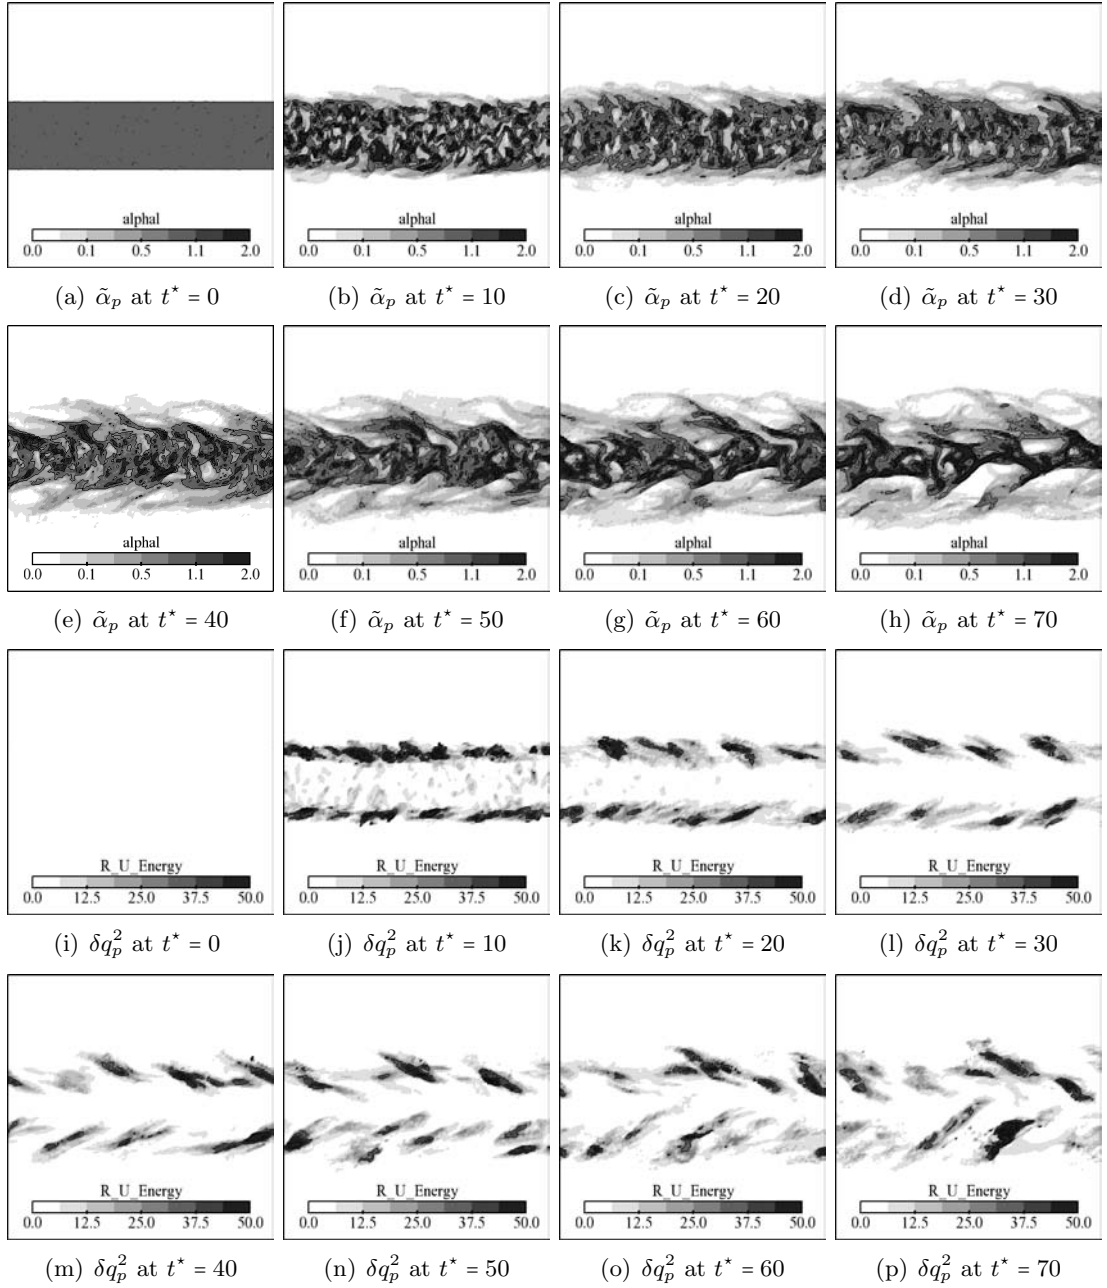 alphal alphal alphal alphal
0.0 0.1 0.5 1.1 2.0 0.0 0.1 0.5 1.1 2.0 0.0 0.1 0.5 1.1 2.0 0.0 0.1 0.5 1.1 2.0
(a) α̃ₚ at t⋆ = 0 (b) α̃ₚ at t⋆ = 10 (c) α̃ₚ at t⋆ = 20 (d) α̃ₚ at t⋆ = 30
alphal alphal alphal alphal
0.0 0.1 0.5 1.1 2.0 0.0 0.1 0.5 1.1 2.0 0.0 0.1 0.5 1.1 2.0 0.0 0.1 0.5 1.1 2.0
(e) α̃ₚ at t⋆ = 40 (f) α̃ₚ at t⋆ = 50 (g) α̃ₚ at t⋆ = 60 (h) α̃ₚ at t⋆ = 70
R_U_Energy R_U_Energy R_U_Energy R_U_Energy
0.0 12.5 25.0 37.5 50.0 0.0 12.5 25.0 37.5 50.0 0.0 12.5 25.0 37.5 50.0 0.0 12.5 25.0 37.5 50.0
(i) δq²ₚ at t⋆ = 0 (j) δq²ₚ at t⋆ = 10 (k) δq²ₚ at t⋆ = 20 (l) δq²ₚ at t⋆ = 30
R_U_Energy R_U_Energy R_U_Energy R_U_Energy
0.0 12.5 25.0 37.5 50.0 0.0 12.5 25.0 37.5 50.0 0.0 12.5 25.0 37.5 50.0 0.0 12.5 25.0 37.5 50.0
(m) δq²ₚ at t⋆ = 40 (n) δq²ₚ at t⋆ = 50 (o) δq²ₚ at t⋆ = 60 (p) δq²ₚ at t⋆ = 70